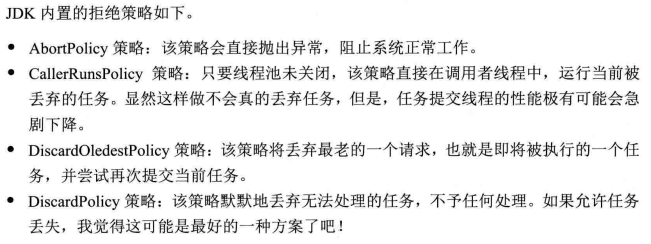 JDK 内置的拒绝策略如下。
● AbortPolicy 策略：该策略会直接抛出异常，阻止系统正常工作。
● CallerRunsPolicy 策略：只要线程池未关闭，该策略直接在调用者线程中，运行当前被
丢弃的任务。显然这样做不会真的丢弃任务，但是，任务提交线程的性能极有可能会急
剧下降。
● DiscardOledestPolicy 策略：该策略将丢弃最老的一个请求，也就是即将被执行的一个任
务，并尝试再次提交当前任务。
● DiscardPolicy 策略：该策略默默地丢弃无法处理的任务，不予任何处理。如果允许任务
丢失，我觉得这可能是最好的一种方案了吧！